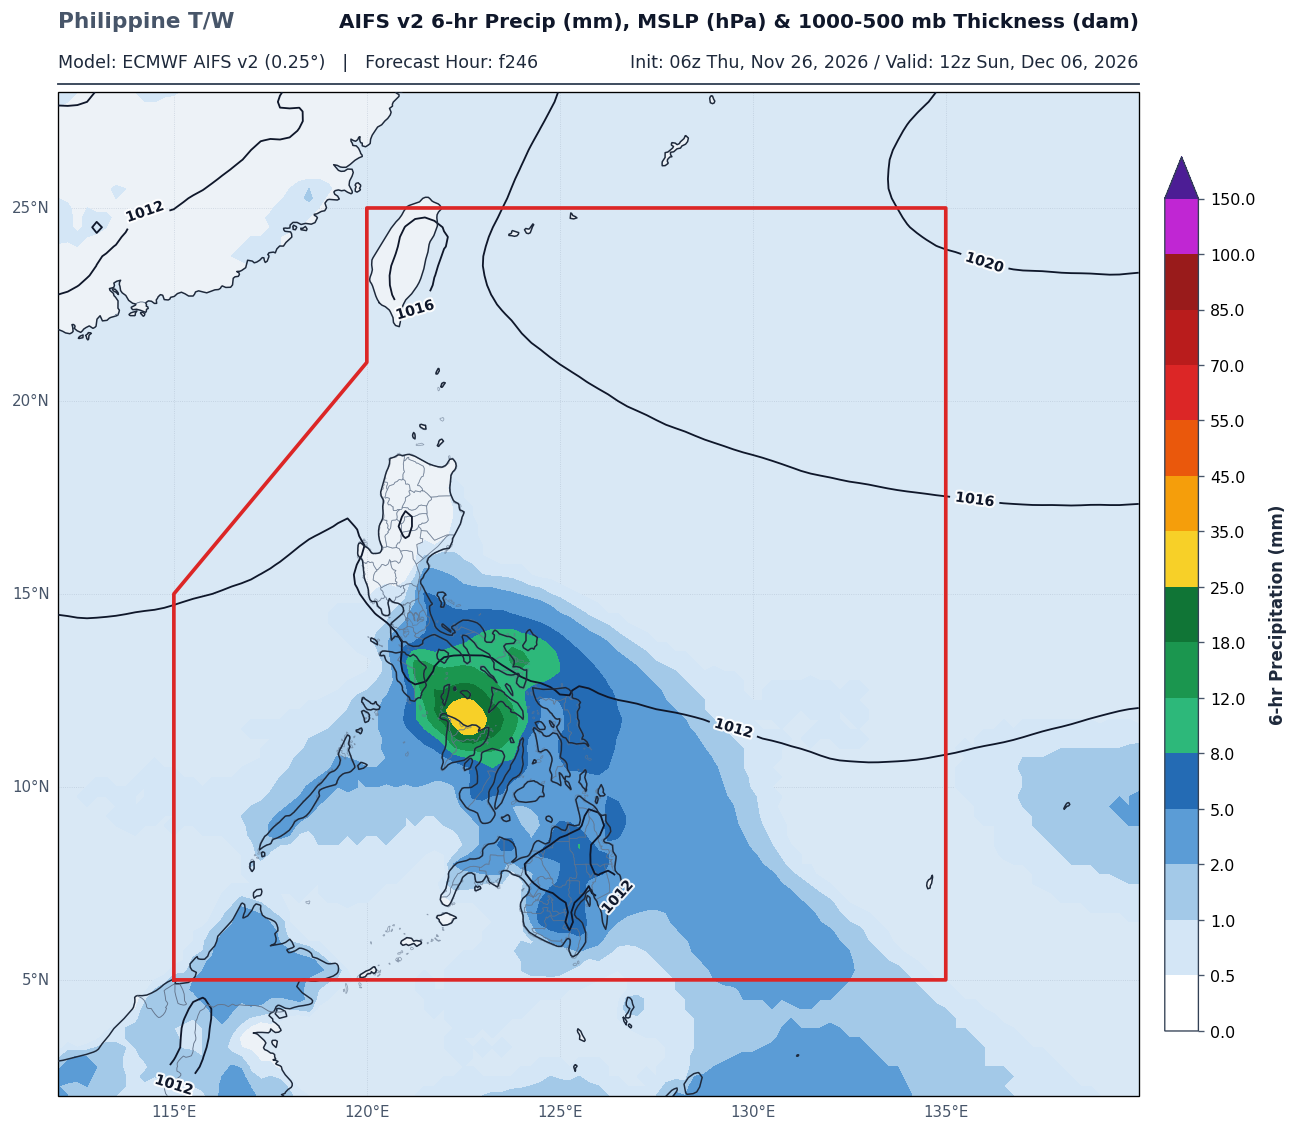 Philippine T/W
AIFS v2 6-hr Precip (mm), MSLP (hPa) & 1000-500 mb Thickness (dam)
Model: ECMWF AIFS v2 (0.25°) | Forecast Hour: f246
Init: 06z Thu, Nov 26, 2026 / Valid: 12z Sun, Dec 06, 2026
1012
25°N
1020
1016
20°N
1016
15°N
1012
10°N
1012
5°N
1012
115°E
120°E
125°E
130°E
135°E
150.0
100.0
85.0
70.0
55.0
45.0
35.0
25.0
18.0
12.0
8.0
5.0
2.0
1.0
0.5
0.0
6-hr Precipitation (mm)